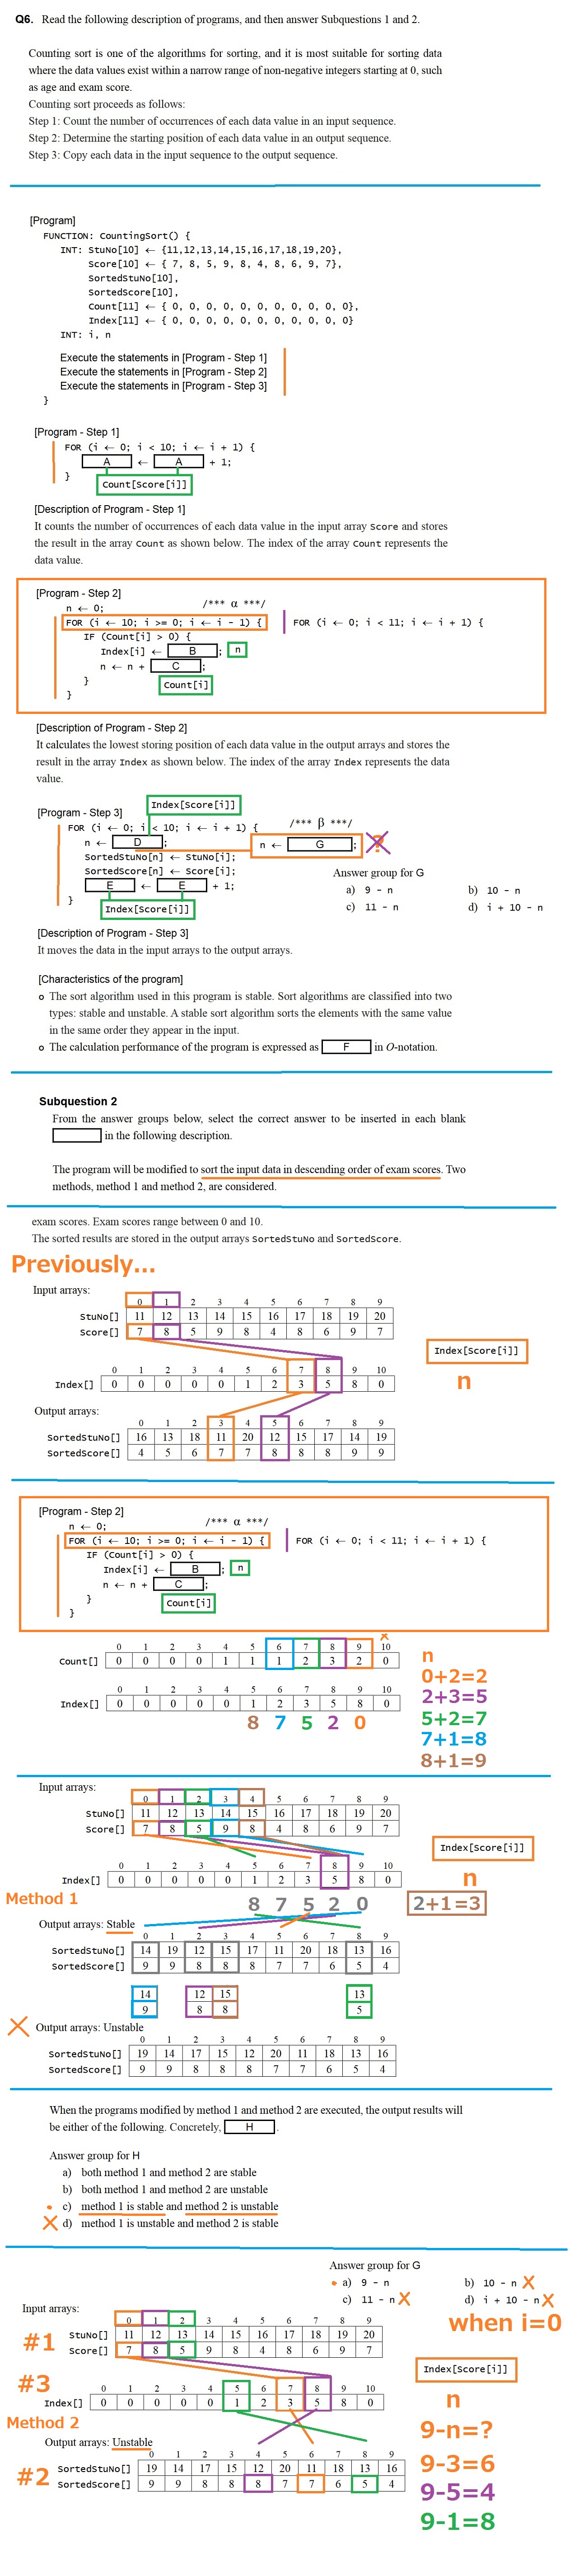 Q6. Read the following description of programs, and then answer Subquestions 1 and 2.
Counting sort is one of the algorithms for sorting, and it is most suitable for sorting data
where the data values exist within a narrow range of non-negative integers starting at 0, such
as age and exam score.
Counting sort proceeds as follows:
Step 1: Count the number of occurrences of each data value in an input sequence.
Step 2: Determine the starting position of each data value in an output sequence.
Step 3: Copy each data in the input sequence to the output sequence.
[Program]
FUNCTION: CountingSort() {
INT: StuNo[10] ← {11,12,13,14,15,16,17,18,19,20},
Score[10] ← { 7, 8, 5, 9, 8, 4, 8, 6, 9, 7},
SortedStuNo[10],
SortedScore[10],
Count[11] ← { 0, 0, 0, 0, 0, 0, 0, 0, 0, 0, 0},
Index[11] ← { 0, 0, 0, 0, 0, 0, 0, 0, 0, 0, 0}
INT: i, n
Execute the statements in [Program - Step 1]
Execute the statements in [Program - Step 2]
Execute the statements in [Program - Step 3]
}
[Program - Step 1]
FOR (i ← 0; i < 10; i ← i + 1) {
A ← A + 1;
}
Count[Score[i]]
[Description of Program - Step 1]
It counts the number of occurrences of each data value in the input array Score and stores
the result in the array Count as shown below. The index of the array Count represents the
data value.
[Program - Step 2]
n ← 0; /*** α ***/
FOR (i ← 10; i >= 0; i ← i - 1) { FOR (i ← 0; i < 11; i ← i + 1) {
IF (Count[i] > 0) {
Index[i] ← B ; n
n ← n + C ;
} Count[i]
}
[Description of Program - Step 2]
It calculates the lowest storing position of each data value in the output arrays and stores the
result in the array Index as shown below. The index of the array Index represents the data
value.
Index[Score[i]]
[Program - Step 3]
FOR (i ← 0; i < 10; i ← i + 1) { /*** β ***/
n ← D ; n ← G ; ?
SortedStuNo[n] ← StuNo[i];
SortedScore[n] ← Score[i]; Answer group for G
E ← E + 1; a) 9 - n b) 10 - n
} c) 11 - n d) i + 10 - n
Index[Score[i]]
[Description of Program - Step 3]
It moves the data in the input arrays to the output arrays.
[Characteristics of the program]
o The sort algorithm used in this program is stable. Sort algorithms are classified into two
types: stable and unstable. A stable sort algorithm sorts the elements with the same value
in the same order they appear in the input.
o The calculation performance of the program is expressed as F in O-notation.
Subquestion 2
From the answer groups below, select the correct answer to be inserted in each blank
in the following description.
The program will be modified to sort the input data in descending order of exam scores. Two
methods, method 1 and method 2, are considered.
exam scores. Exam scores range between 0 and 10.
The sorted results are stored in the output arrays SortedStuNo and SortedScore.
Previously...
Input arrays:
0 1 2 3 4 5 6 7 8 9
StuNo[] 11 12 13 14 15 16 17 18 19 20
Score[] 7 8 5 9 8 4 8 6 9 7
Index[Score[i]]
0 1 2 3 4 5 6 7 8 9 10
Index[] 0 0 0 0 0 1 2 3 5 8 0
n
Output arrays:
0 1 2 3 4 5 6 7 8 9
SortedStuNo[] 16 13 18 11 20 12 15 17 14 19
SortedScore[] 4 5 6 7 7 8 8 8 9 9
[Program - Step 2]
n ← 0; /*** α ***/
FOR (i ← 10; i >= 0; i ← i - 1) { FOR (i ← 0; i < 11; i ← i + 1) {
IF (Count[i] > 0) {
Index[i] ← B ; n
n ← n + C ;
} Count[i]
}
x
0 1 2 3 4 5 6 7 8 9 10
Count[] 0 0 0 0 1 1 1 2 3 2 0
0 1 2 3 4 5 6 7 8 9 10
Index[] 0 0 0 0 0 1 2 3 5 8 0
8 7 5 2 0
n
0+2=2
2+3=5
5+2=7
7+1=8
8+1=9
Input arrays:
0 1 2 3 4 5 6 7 8 9
StuNo[] 11 12 13 14 15 16 17 18 19 20
Score[] 7 8 5 9 8 4 8 6 9 7
Index[Score[i]]
0 1 2 3 4 5 6 7 8 9 10
Index[] 0 0 0 0 0 1 2 3 5 8 0
n
Method 1 8 7 5 2 0 2+1=3
Output arrays: Stable
0 1 2 3 4 5 6 7 8 9
SortedStuNo[] 14 19 12 15 17 11 20 18 13 16
SortedScore[] 9 9 8 8 8 7 7 6 5 4
14 12 15 13
9 8 8 5
X Output arrays: Unstable
0 1 2 3 4 5 6 7 8 9
SortedStuNo[] 19 14 17 15 12 20 11 18 13 16
SortedScore[] 9 9 8 8 8 7 7 6 5 4
When the programs modified by method 1 and method 2 are executed, the output results will
be either of the following. Concretely, H .
Answer group for H
a) both method 1 and method 2 are stable
b) both method 1 and method 2 are unstable
c) method 1 is stable and method 2 is unstable
X d) method 1 is unstable and method 2 is stable
Answer group for G
a) 9 - n b) 10 - n X
c) 11 - n X d) i + 10 - n X
when i=0
Input arrays:
0 1 2 3 4 5 6 7 8 9
#1 StuNo[] 11 12 13 14 15 16 17 18 19 20
Score[] 7 8 5 9 8 4 8 6 9 7
Index[Score[i]]
#3 0 1 2 3 4 5 6 7 8 9 10
Index[] 0 0 0 0 0 1 2 3 5 8 0
n
Method 2
9-n=?
Output arrays: Unstable
0 1 2 3 4 5 6 7 8 9
#2 SortedStuNo[] 19 14 17 15 12 20 11 18 13 16
SortedScore[] 9 9 8 8 8 7 7 6 5 4
9-3=6
9-5=4
9-1=8